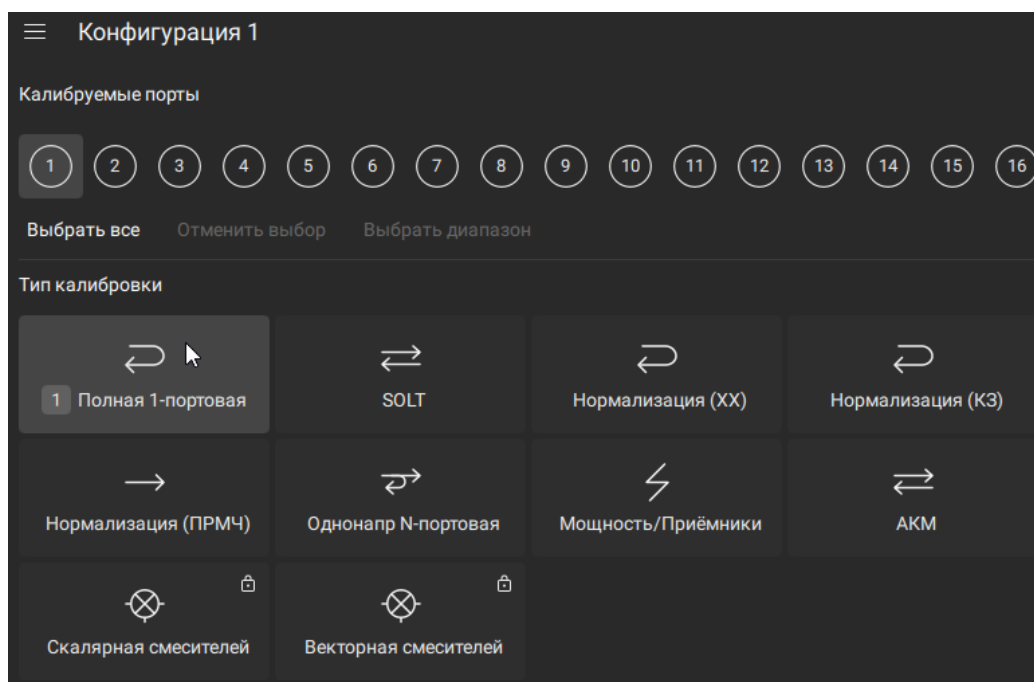 Конфигурация 1
Калибруемые порты
1 2 3 4 5 6 7 8 9 10 11 12 13 14 15 16
Выбрать все Отменить выбор Выбрать диапазон
Тип калибровки
1 Полная 1-портовая SOLT Нормализация (ХХ) Нормализация (КЗ)
Нормализация (ПРМЧ) Однонапр N-портовая Мощность/Приёмники АКМ
Скалярная смесителей Векторная смесителей